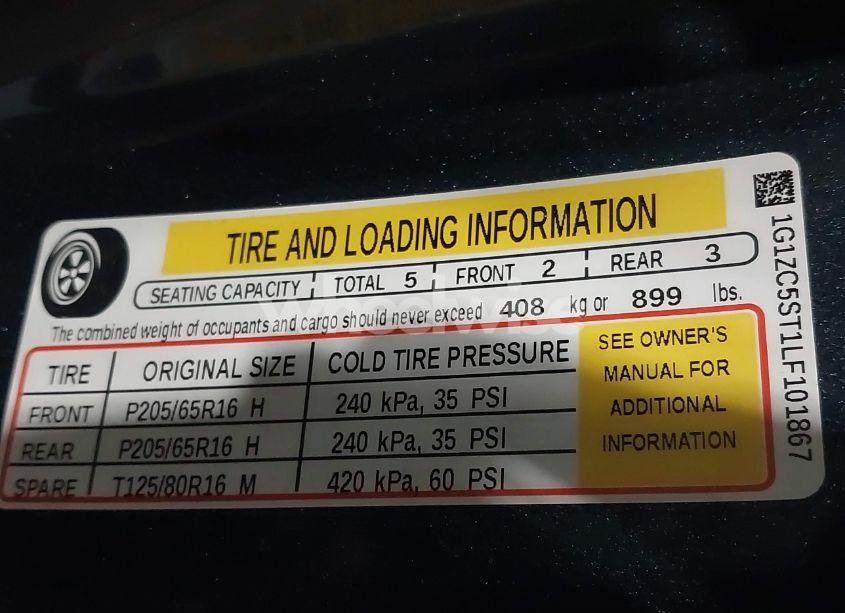 TIRE AND LOADING INFORMATION
SEATING CAPACITY TOTAL 5 FRONT 2 REAR 3
The combined weight of occupants and cargo should never exceed 408 kg or 899 lbs.
TIRE ORIGINAL SIZE COLD TIRE PRESSURE
FRONT P205/65R16 H 240 kPa, 35 PSI
REAR P205/65R16 H 240 kPa, 35 PSI
SPARE T125/80R16 M 420 kPa, 60 PSI
SEE OWNER'S
MANUAL FOR
ADDITIONAL
INFORMATION
1G1ZC5ST1LF101867